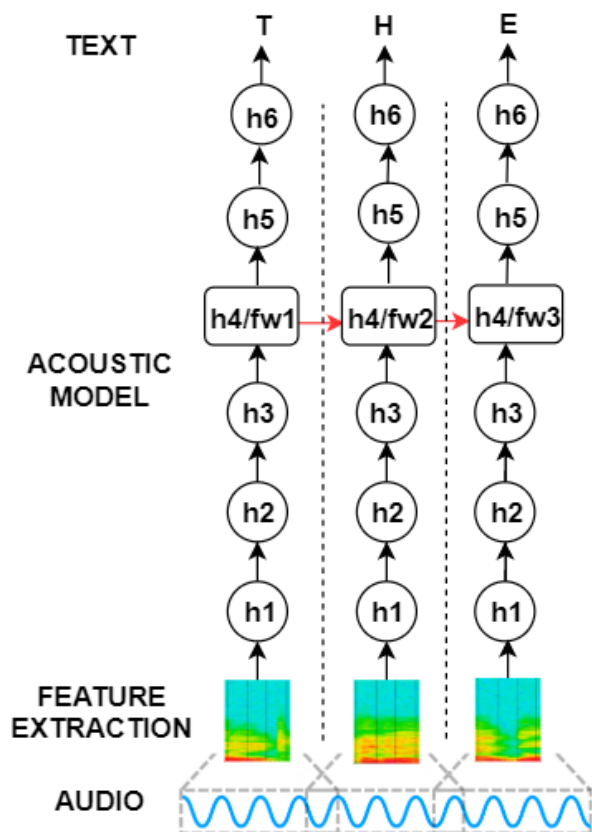 TEXT T H E
h6 h6 h6
h5 h5 h5
h4/fw1 h4/fw2 h4/fw3
ACOUSTIC
MODEL
h3 h3 h3
h2 h2 h2
h1 h1 h1
FEATURE
EXTRACTION
AUDIO